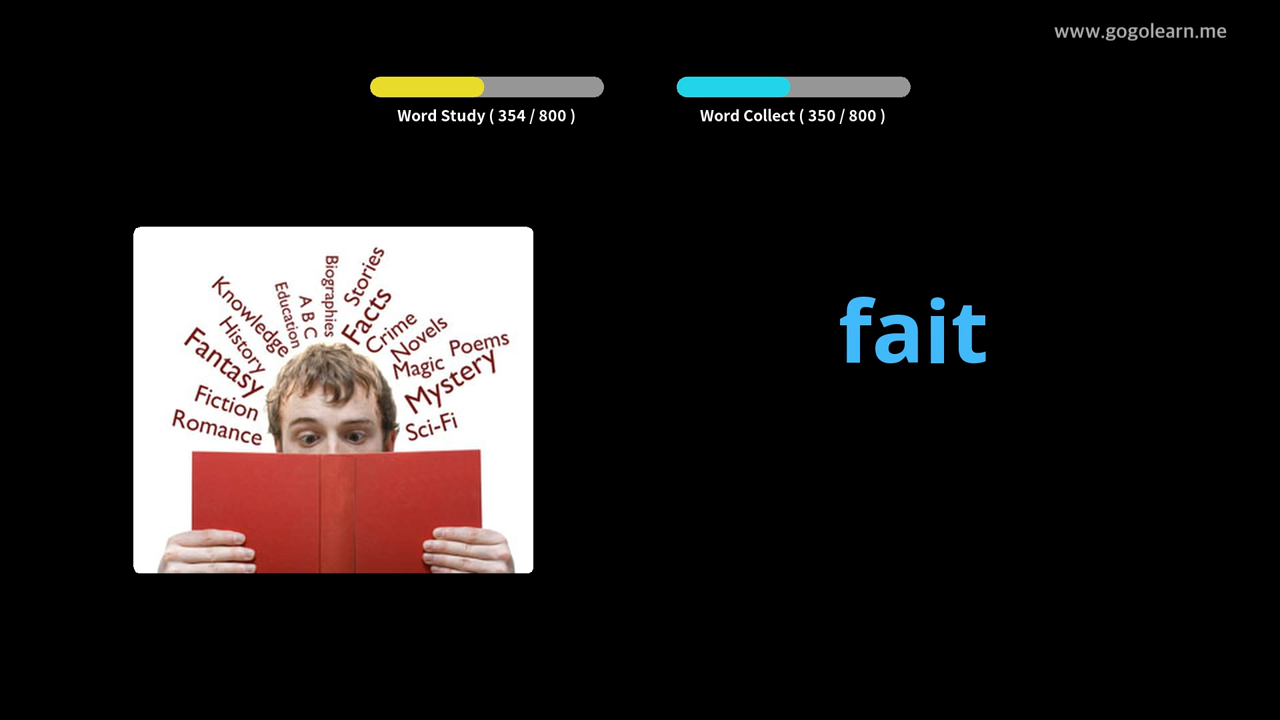 www.gogolearn.me
Word Study ( 354 / 800 )
Word Collect ( 350 / 800 )
fait
Stories
Biographies
Facts
A B C
Education
Knowledge
History
Crime
Novels
Poems
Fantasy
Magic
Mystery
Fiction
Romance
Sci-Fi